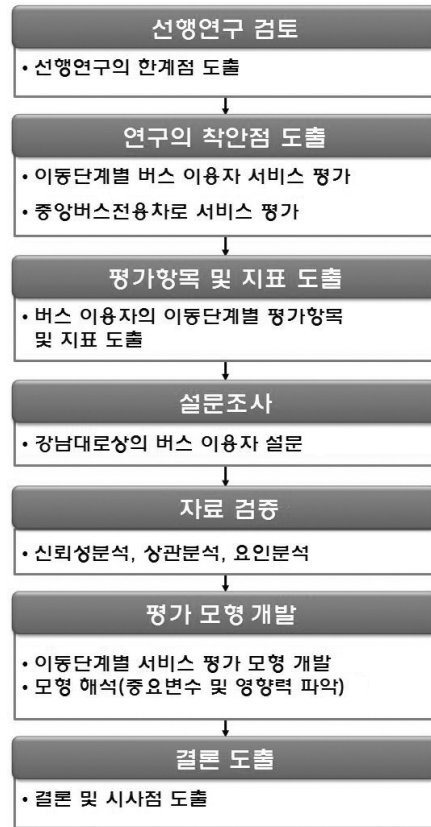 선행연구 검토
• 선행연구의 한계점 도출
연구의 착안점 도출
• 이동단계별 버스 이용자 서비스 평가
• 중앙버스전용차로 서비스 평가
평가항목 및 지표 도출
• 버스 이용자의 이동단계별 평가항목
및 지표 도출
설문조사
• 강남대로상의 버스 이용자 설문
자료 검증
• 신뢰성분석, 상관분석, 요인분석
평가 모형 개발
• 이동단계별 서비스 평가 모형 개발
• 모형 해석(중요변수 및 영향력 파악)
결론 도출
• 결론 및 시사점 도출